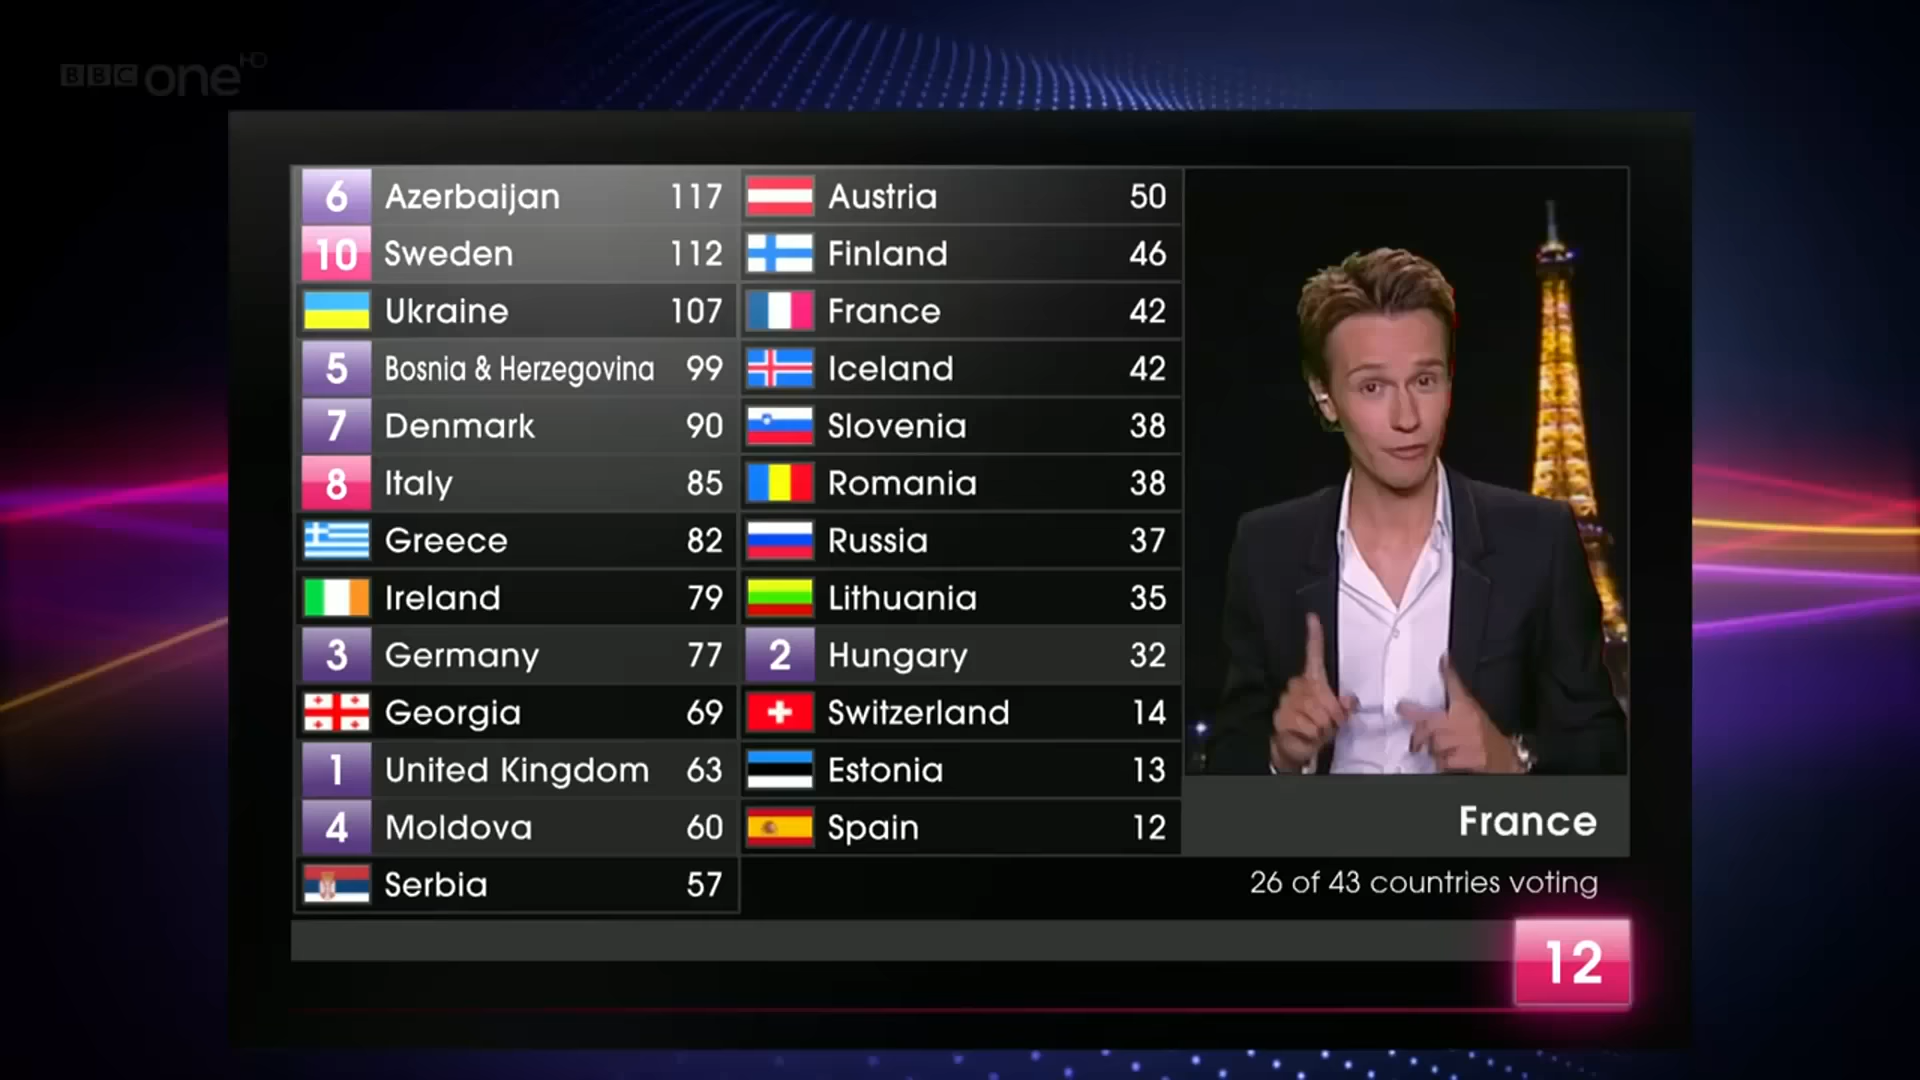 BBC one HD
6 Azerbaijan 117
10 Sweden 112
Ukraine 107
5 Bosnia & Herzegovina 99
7 Denmark 90
8 Italy 85
Greece 82
Ireland 79
3 Germany 77
Georgia 69
1 United Kingdom 63
4 Moldova 60
Serbia 57
Austria 50
Finland 46
France 42
Iceland 42
Slovenia 38
Romania 38
Russia 37
Lithuania 35
2 Hungary 32
Switzerland 14
Estonia 13
Spain 12
France
26 of 43 countries voting
12